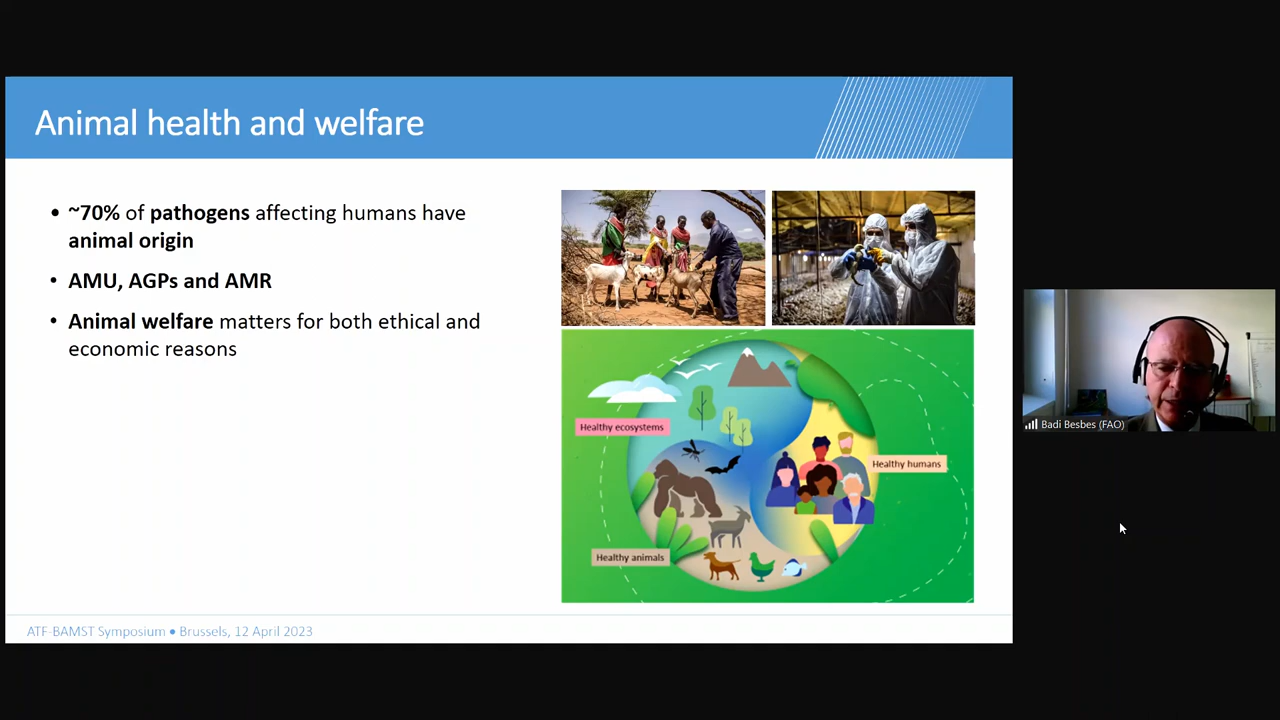 Animal health and welfare
• ~70% of pathogens affecting humans have
animal origin
• AMU, AGPs and AMR
• Animal welfare matters for both ethical and
economic reasons
Healthy ecosystems
Healthy humans
Healthy animals
Badi Besbes (FAO)
ATF-BAMST Symposium • Brussels, 12 April 2023